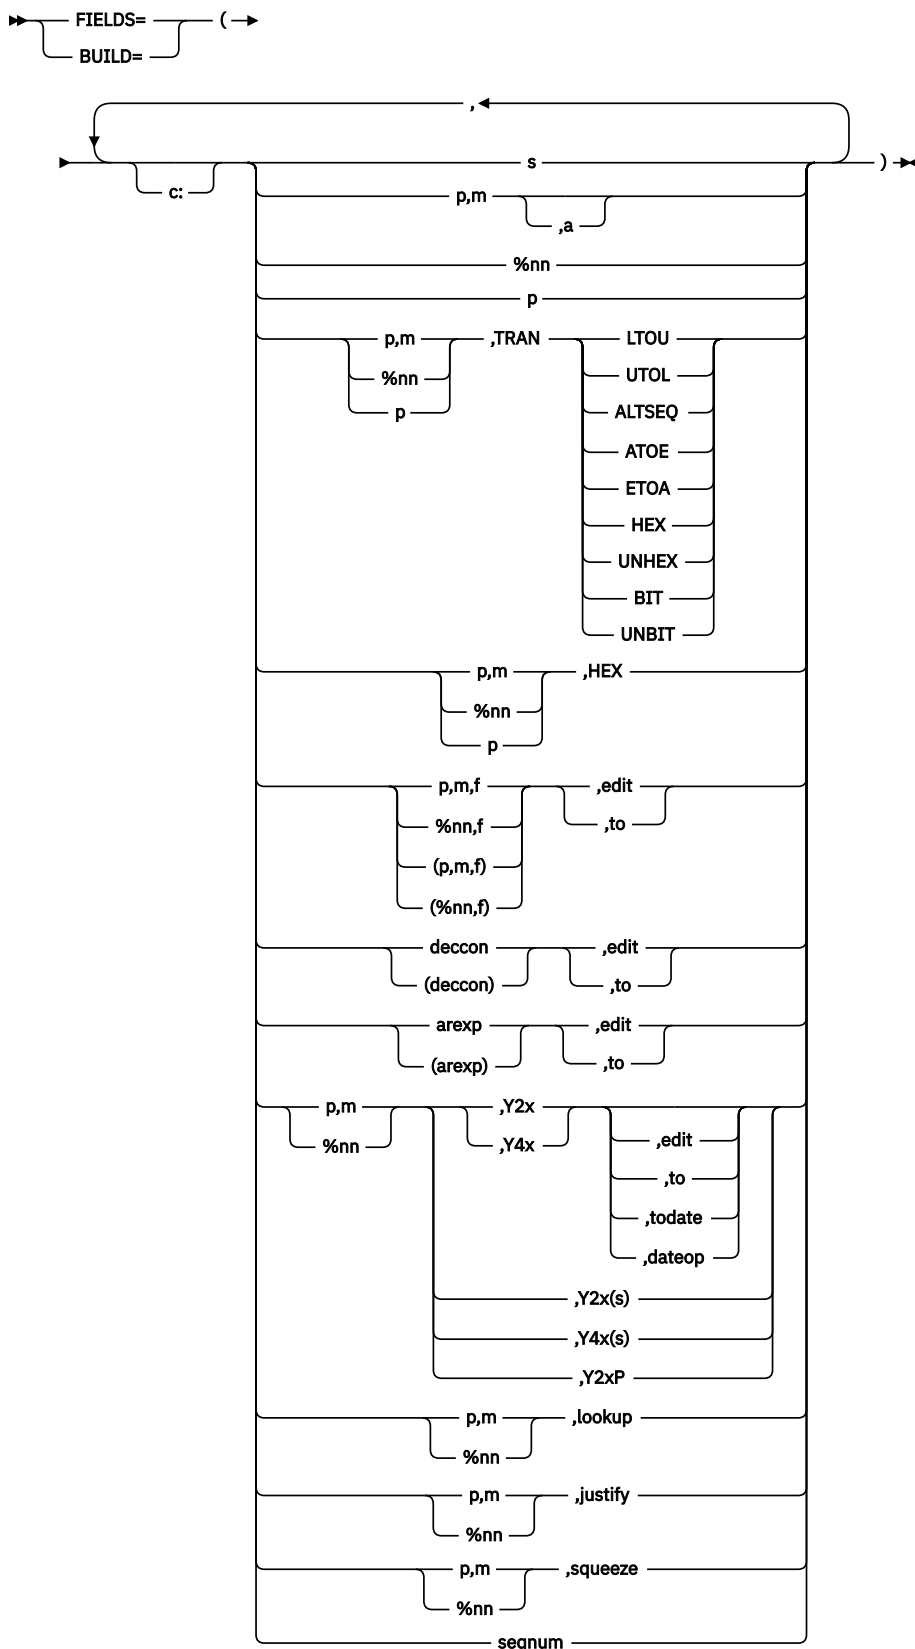 FIELDS= (
BUILD=
,
s )
c:
p,m
,a
%nn
p
p,m ,TRAN LTOU
%nn UTOL
p ALTSEQ
ATOE
ETOA
HEX
UNHEX
BIT
UNBIT
p,m ,HEX
%nn
p
p,m,f ,edit
%nn,f ,to
(p,m,f)
(%nn,f)
deccon ,edit
(deccon) ,to
arexp ,edit
(arexp) ,to
p,m ,Y2x
%nn ,Y4x ,edit
,to
,todate
,dateop
,Y2x(s)
,Y4x(s)
,Y2xP
p,m ,lookup
%nn
p,m ,justify
%nn
p,m ,squeeze
%nn
seqnum